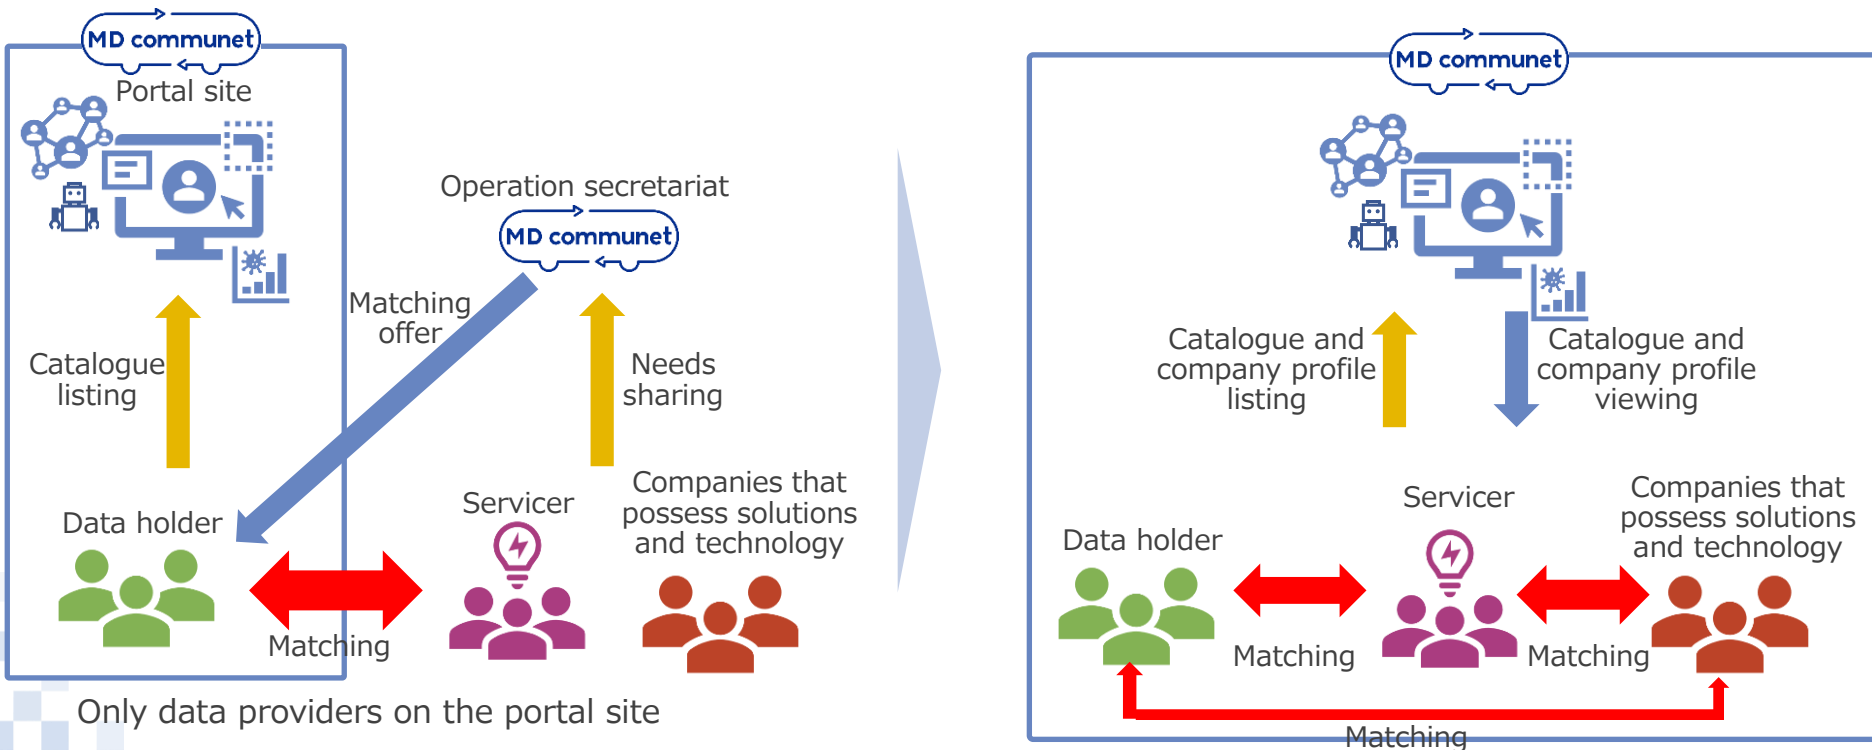 MD communet
Portal site
Operation secretariat
MD communet
Matching
offer
Catalogue
listing
Needs
sharing
Data holder
Servicer
Companies that
possess solutions
and technology
Matching
Only data providers on the portal site
MD communet
Catalogue and
company profile
listing
Catalogue and
company profile
viewing
Data holder
Servicer
Companies that
possess solutions
and technology
Matching
Matching
Matching